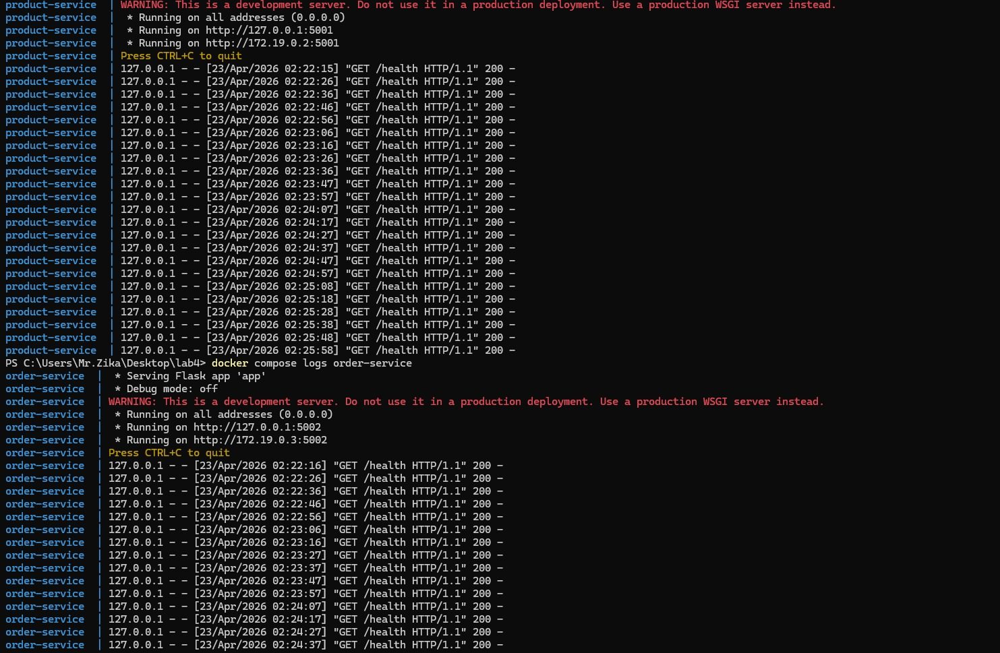 product-service  | WARNING: This is a development server. Do not use it in a production deployment. Use a production WSGI server instead.
product-service  |  * Running on all addresses (0.0.0.0)
product-service  |  * Running on http://127.0.0.1:5001
product-service  |  * Running on http://172.19.0.2:5001
product-service  | Press CTRL+C to quit
product-service  | 127.0.0.1 - - [23/Apr/2026 02:22:15] "GET /health HTTP/1.1" 200 -
product-service  | 127.0.0.1 - - [23/Apr/2026 02:22:26] "GET /health HTTP/1.1" 200 -
product-service  | 127.0.0.1 - - [23/Apr/2026 02:22:36] "GET /health HTTP/1.1" 200 -
product-service  | 127.0.0.1 - - [23/Apr/2026 02:22:46] "GET /health HTTP/1.1" 200 -
product-service  | 127.0.0.1 - - [23/Apr/2026 02:22:56] "GET /health HTTP/1.1" 200 -
product-service  | 127.0.0.1 - - [23/Apr/2026 02:23:06] "GET /health HTTP/1.1" 200 -
product-service  | 127.0.0.1 - - [23/Apr/2026 02:23:16] "GET /health HTTP/1.1" 200 -
product-service  | 127.0.0.1 - - [23/Apr/2026 02:23:26] "GET /health HTTP/1.1" 200 -
product-service  | 127.0.0.1 - - [23/Apr/2026 02:23:36] "GET /health HTTP/1.1" 200 -
product-service  | 127.0.0.1 - - [23/Apr/2026 02:23:47] "GET /health HTTP/1.1" 200 -
product-service  | 127.0.0.1 - - [23/Apr/2026 02:23:57] "GET /health HTTP/1.1" 200 -
product-service  | 127.0.0.1 - - [23/Apr/2026 02:24:07] "GET /health HTTP/1.1" 200 -
product-service  | 127.0.0.1 - - [23/Apr/2026 02:24:17] "GET /health HTTP/1.1" 200 -
product-service  | 127.0.0.1 - - [23/Apr/2026 02:24:27] "GET /health HTTP/1.1" 200 -
product-service  | 127.0.0.1 - - [23/Apr/2026 02:24:37] "GET /health HTTP/1.1" 200 -
product-service  | 127.0.0.1 - - [23/Apr/2026 02:24:47] "GET /health HTTP/1.1" 200 -
product-service  | 127.0.0.1 - - [23/Apr/2026 02:24:57] "GET /health HTTP/1.1" 200 -
product-service  | 127.0.0.1 - - [23/Apr/2026 02:25:08] "GET /health HTTP/1.1" 200 -
product-service  | 127.0.0.1 - - [23/Apr/2026 02:25:18] "GET /health HTTP/1.1" 200 -
product-service  | 127.0.0.1 - - [23/Apr/2026 02:25:28] "GET /health HTTP/1.1" 200 -
product-service  | 127.0.0.1 - - [23/Apr/2026 02:25:38] "GET /health HTTP/1.1" 200 -
product-service  | 127.0.0.1 - - [23/Apr/2026 02:25:48] "GET /health HTTP/1.1" 200 -
product-service  | 127.0.0.1 - - [23/Apr/2026 02:25:58] "GET /health HTTP/1.1" 200 -
PS C:\Users\Mr.Zika\Desktop\lab4> docker compose logs order-service
order-service  |  * Serving Flask app 'app'
order-service  |  * Debug mode: off
order-service  | WARNING: This is a development server. Do not use it in a production deployment. Use a production WSGI server instead.
order-service  |  * Running on all addresses (0.0.0.0)
order-service  |  * Running on http://127.0.0.1:5002
order-service  |  * Running on http://172.19.0.3:5002
order-service  | Press CTRL+C to quit
order-service  | 127.0.0.1 - - [23/Apr/2026 02:22:16] "GET /health HTTP/1.1" 200 -
order-service  | 127.0.0.1 - - [23/Apr/2026 02:22:26] "GET /health HTTP/1.1" 200 -
order-service  | 127.0.0.1 - - [23/Apr/2026 02:22:36] "GET /health HTTP/1.1" 200 -
order-service  | 127.0.0.1 - - [23/Apr/2026 02:22:46] "GET /health HTTP/1.1" 200 -
order-service  | 127.0.0.1 - - [23/Apr/2026 02:22:56] "GET /health HTTP/1.1" 200 -
order-service  | 127.0.0.1 - - [23/Apr/2026 02:23:06] "GET /health HTTP/1.1" 200 -
order-service  | 127.0.0.1 - - [23/Apr/2026 02:23:16] "GET /health HTTP/1.1" 200 -
order-service  | 127.0.0.1 - - [23/Apr/2026 02:23:27] "GET /health HTTP/1.1" 200 -
order-service  | 127.0.0.1 - - [23/Apr/2026 02:23:37] "GET /health HTTP/1.1" 200 -
order-service  | 127.0.0.1 - - [23/Apr/2026 02:23:47] "GET /health HTTP/1.1" 200 -
order-service  | 127.0.0.1 - - [23/Apr/2026 02:23:57] "GET /health HTTP/1.1" 200 -
order-service  | 127.0.0.1 - - [23/Apr/2026 02:24:07] "GET /health HTTP/1.1" 200 -
order-service  | 127.0.0.1 - - [23/Apr/2026 02:24:17] "GET /health HTTP/1.1" 200 -
order-service  | 127.0.0.1 - - [23/Apr/2026 02:24:27] "GET /health HTTP/1.1" 200 -
order-service  | 127.0.0.1 - - [23/Apr/2026 02:24:37] "GET /health HTTP/1.1" 200 -